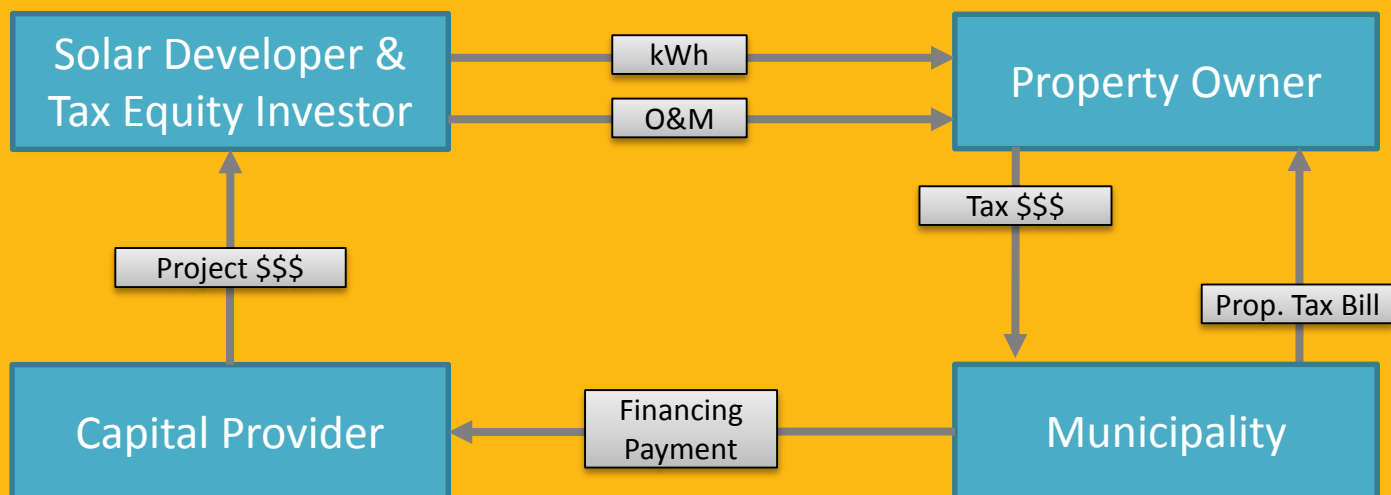 Solar Developer &
Tax Equity Investor
kWh
O&M
Property Owner
Tax $$$
Project $$$
Prop. Tax Bill
Capital Provider
Financing
Payment
Municipality